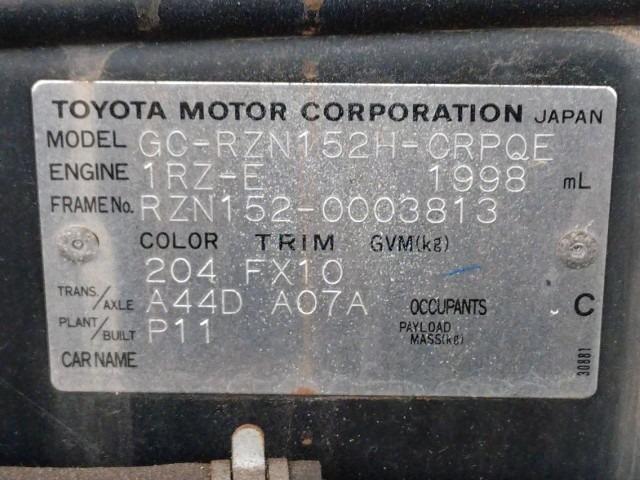 TOYOTA MOTOR CORPORATION JAPAN
MODEL GC-RZN152H-CRPQE
ENGINE 1RZ-E 1998 mL
FRAME No. RZN152-0003813
COLOR TRIM GVM(kg)
204 FX10
TRANS./AXLE A44D A07A OCCUPANTS C
PLANT/BUILT P11 PAYLOAD MASS(kg)
CAR NAME
30881